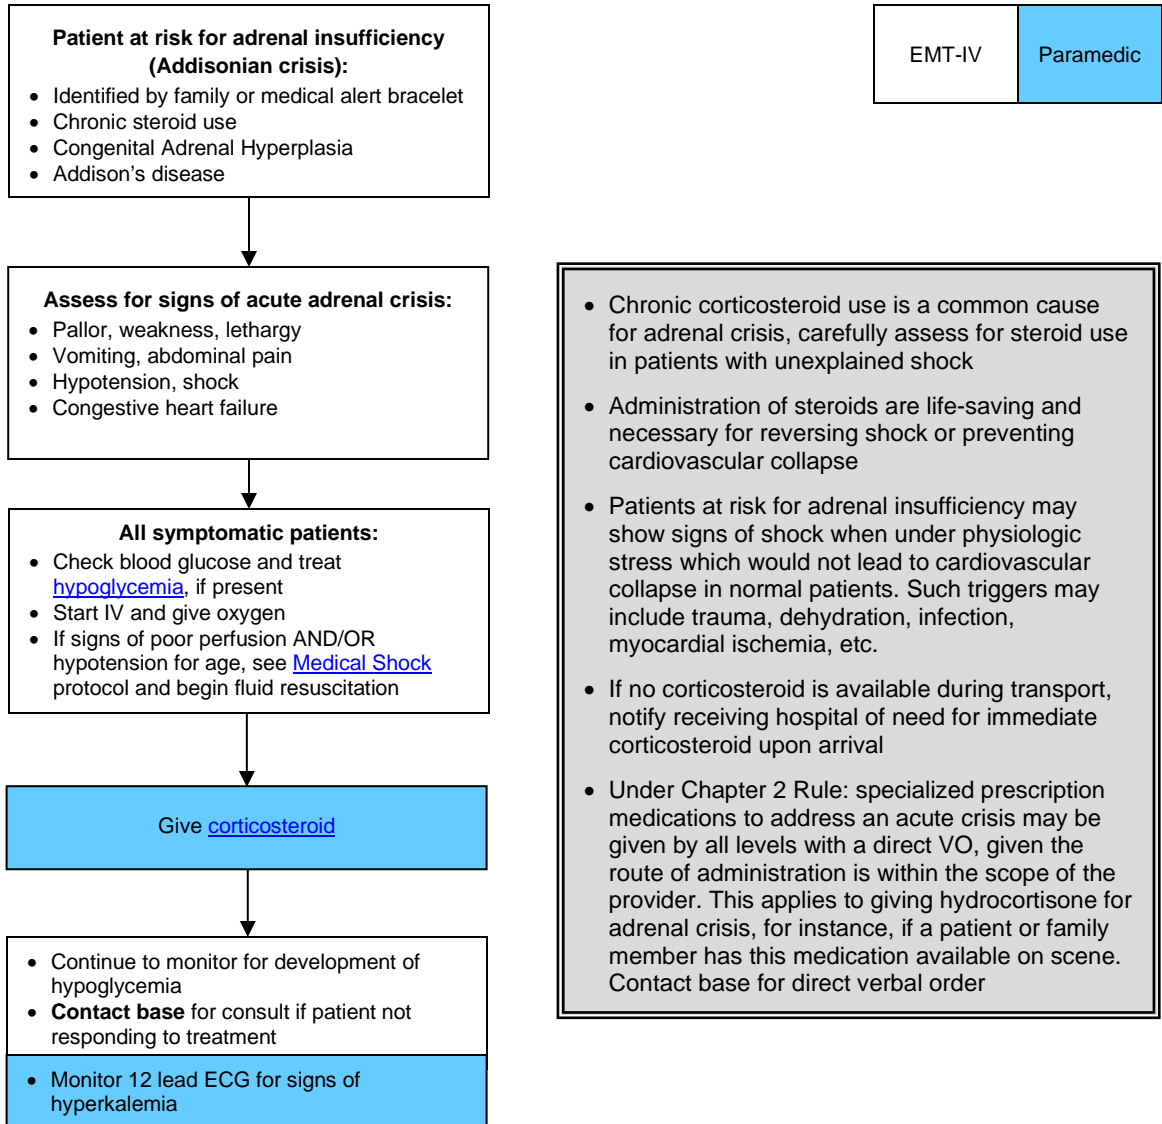 Patient at risk for adrenal insufficiency
(Addisonian crisis):
• Identified by family or medical alert bracelet
• Chronic steroid use
• Congenital Adrenal Hyperplasia
• Addison's disease
EMT-IV
Paramedic
Assess for signs of acute adrenal crisis:
• Pallor, weakness, lethargy
• Vomiting, abdominal pain
• Hypotension, shock
• Congestive heart failure
All symptomatic patients:
• Check blood glucose and treat
hypoglycemia, if present
• Start IV and give oxygen
• If signs of poor perfusion AND/OR
hypotension for age, see Medical Shock
protocol and begin fluid resuscitation
Give corticosteroid
• Continue to monitor for development of
hypoglycemia
• Contact base for consult if patient not
responding to treatment
• Monitor 12 lead ECG for signs of
hyperkalemia
• Chronic corticosteroid use is a common cause
for adrenal crisis, carefully assess for steroid use
in patients with unexplained shock
• Administration of steroids are life-saving and
necessary for reversing shock or preventing
cardiovascular collapse
• Patients at risk for adrenal insufficiency may
show signs of shock when under physiologic
stress which would not lead to cardiovascular
collapse in normal patients. Such triggers may
include trauma, dehydration, infection,
myocardial ischemia, etc.
• If no corticosteroid is available during transport,
notify receiving hospital of need for immediate
corticosteroid upon arrival
• Under Chapter 2 Rule: specialized prescription
medications to address an acute crisis may be
given by all levels with a direct VO, given the
route of administration is within the scope of the
provider. This applies to giving hydrocortisone for
adrenal crisis, for instance, if a patient or family
member has this medication available on scene.
Contact base for direct verbal order